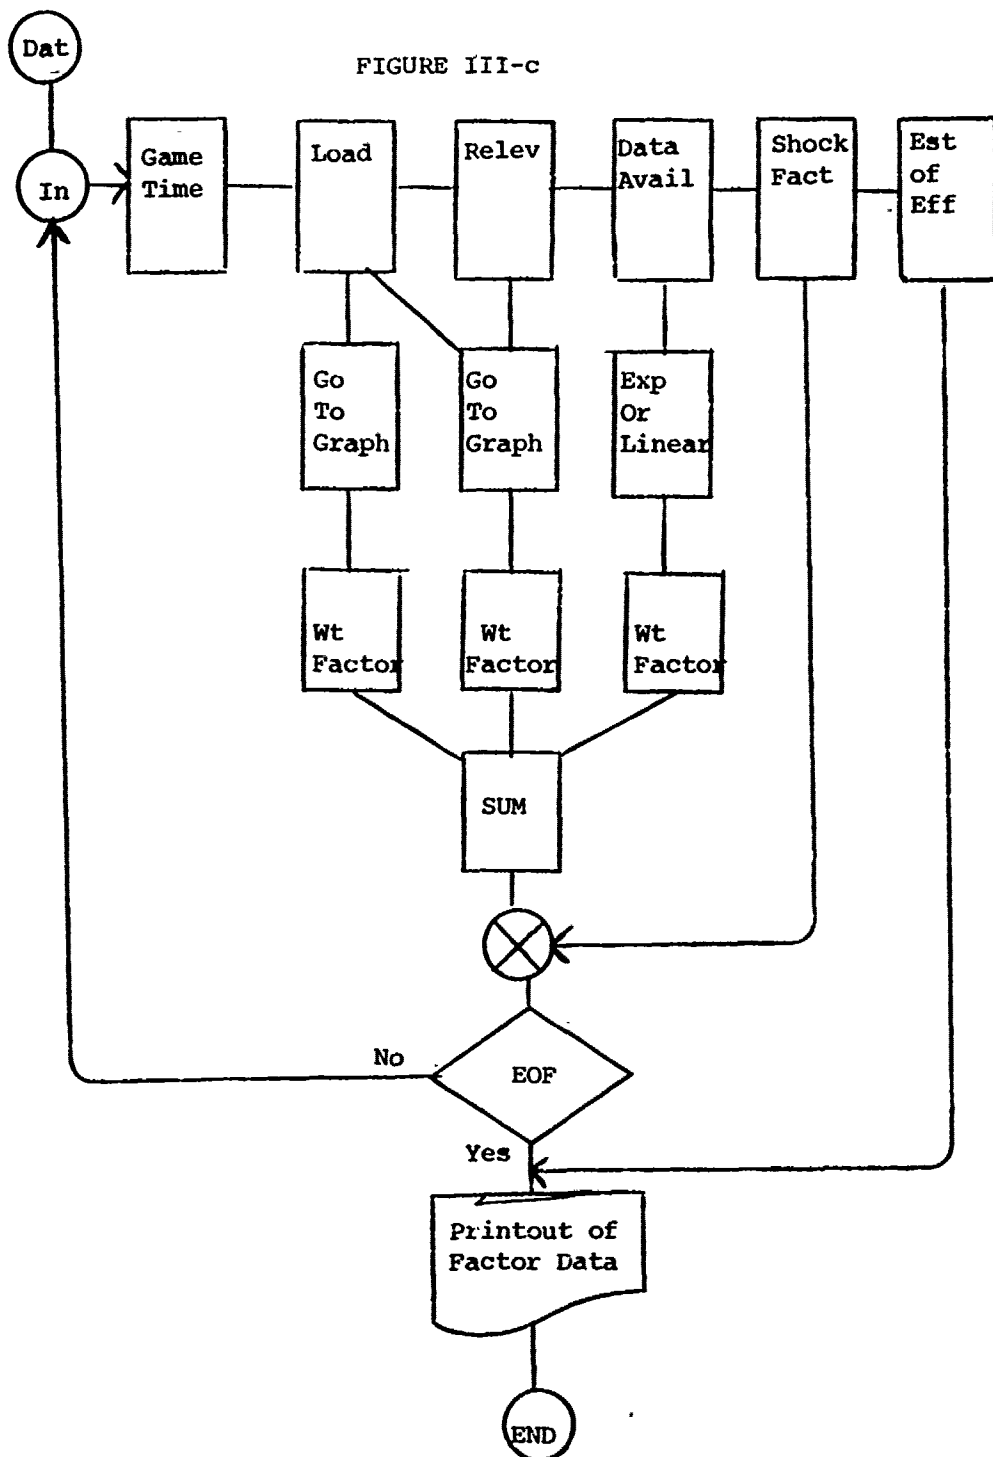 Dat
FIGURE III-c
In
Game
Time
Load
Relev
Data
Avail
Shock
Fact
Est
of
Eff
Go
To
Graph
Go
To
Graph
Exp
Or
Linear
Wt
Factor
Wt
Factor
Wt
Factor
SUM
No
EOF
Yes
Printout of
Factor Data
END